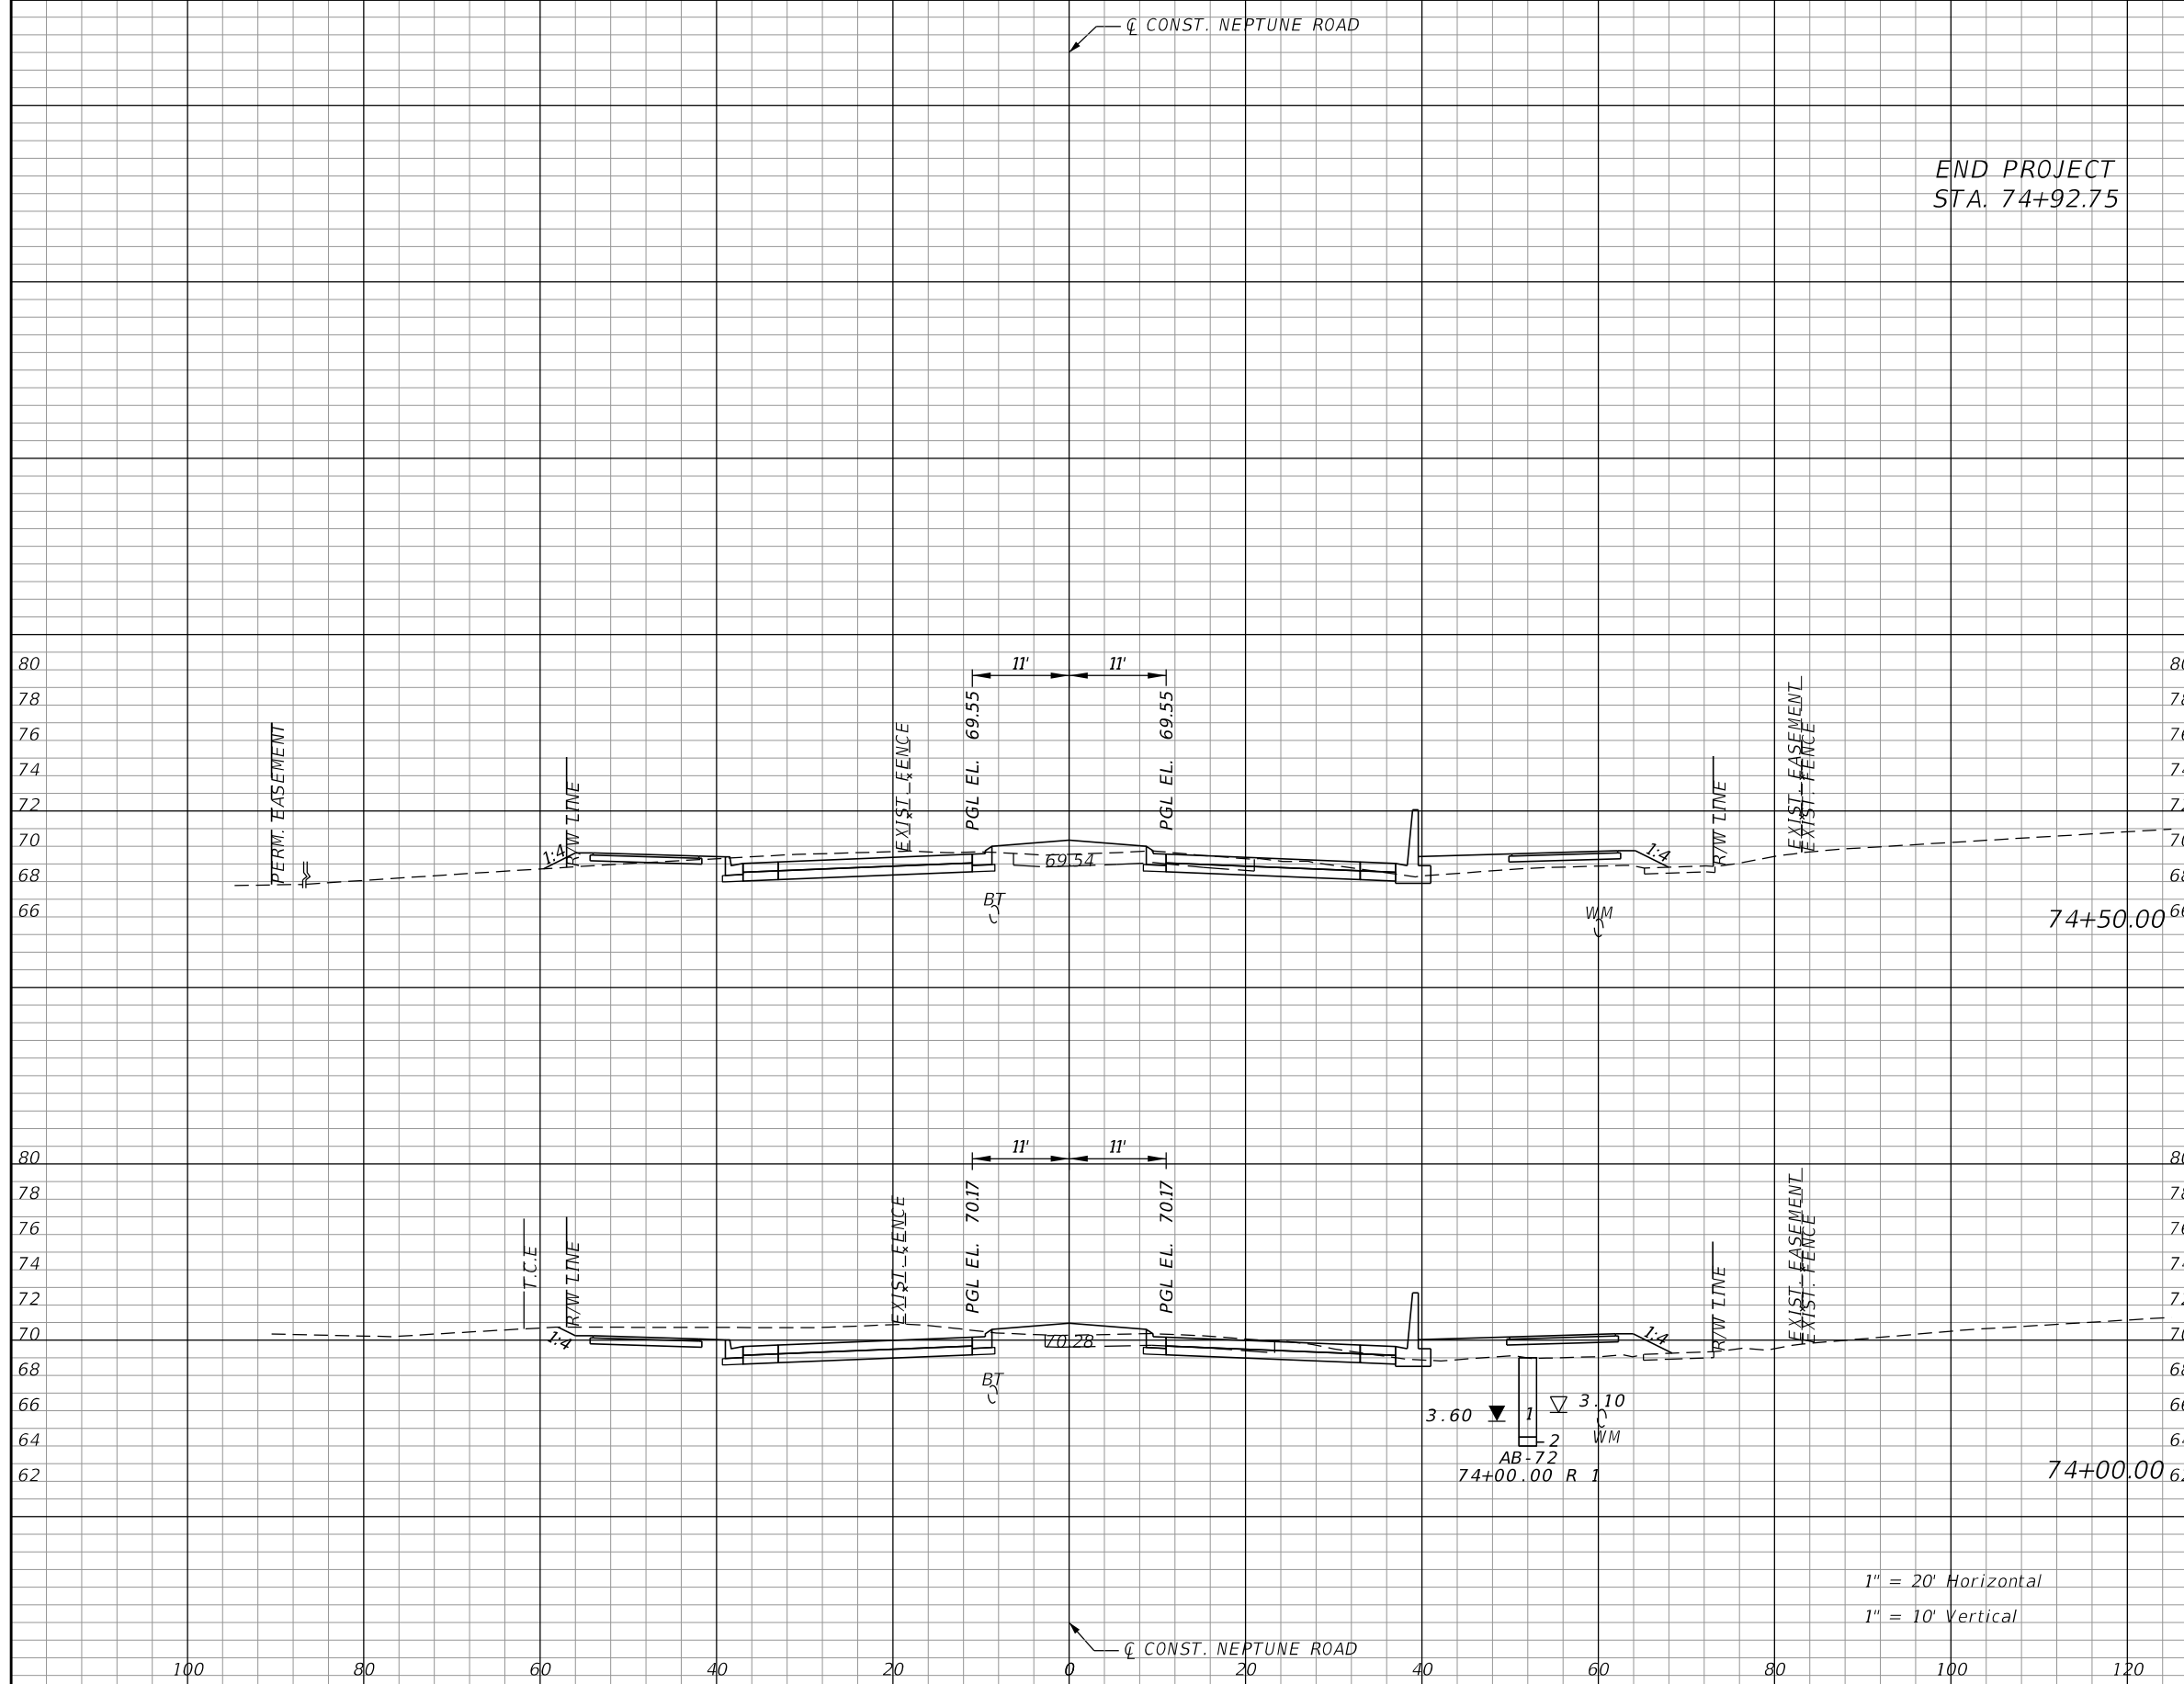 ℄ CONST. NEPTUNE ROAD
END PROJECT
STA. 74+92.75
80
78
76
74
72
70
68
66
11'
11'
PERM. EASEMENT
1:4
R/W LINE
EXIST. FENCE
PGL EL. 69.55
69.54
PGL EL. 69.55
1:4
R/W LINE
EXIST. EASEMENT
EXIST. FENCE
BT
WM
74+50.00
80
78
76
74
72
70
68
66
64
62
11'
11'
T.C.E
1:4
R/W LINE
EXIST. FENCE
PGL EL. 70.17
70.28
PGL EL. 70.17
1:4
R/W LINE
EXIST. EASEMENT
EXIST. FENCE
BT
3.60
1
3.10
2
WM
AB-72
74+00.00 R 1
74+00.00
1" = 20' Horizontal
1" = 10' Vertical
℄ CONST. NEPTUNE ROAD
100 80 60 40 20 0 20 40 60 80 100 120